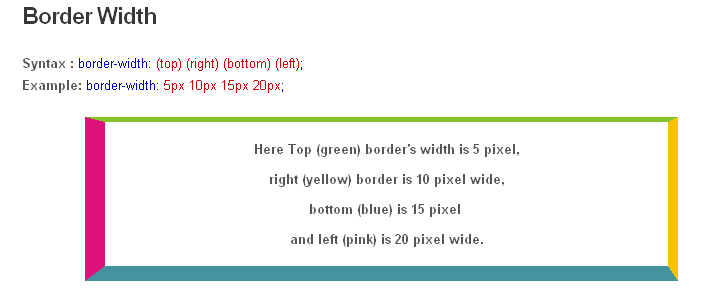 Border Width
Syntax : border-width: (top) (right) (bottom) (left);
Example: border-width: 5px 10px 15px 20px;
Here Top (green) border's width is 5 pixel,
right (yellow) border is 10 pixel wide,
bottom (blue) is 15 pixel
and left (pink) is 20 pixel wide.